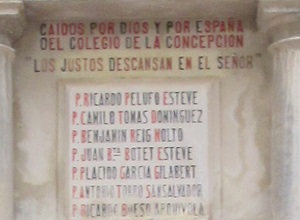 CAIDOS POR DIOS Y POR ESPAÑA
DEL COLEGIO DE LA CONCEPCION
"LOS JUSTOS DESCANSAN EN EL SEÑOR"
P. RICARDO PELUFO ESTEVE
P. CAMILO TOMAS DOMINGUEZ
P. BENJAMIN REIG MOLTO
P. JUAN Bta BOTET ESTEVE
P. PLACIDO GARCIA GILABERT
P. ANTONIO TORRO SANSALVADOR
P. RICARDO